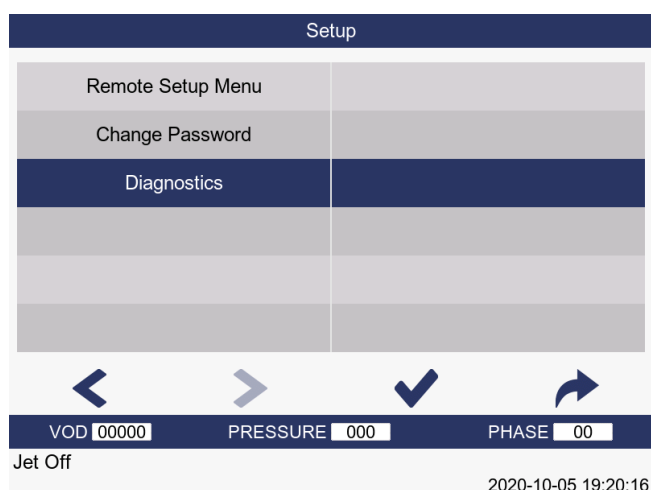 Setup
Remote Setup Menu
Change Password
Diagnostics
VOD 00000 PRESSURE 000 PHASE 00
Jet Off
2020-10-05 19:20:16